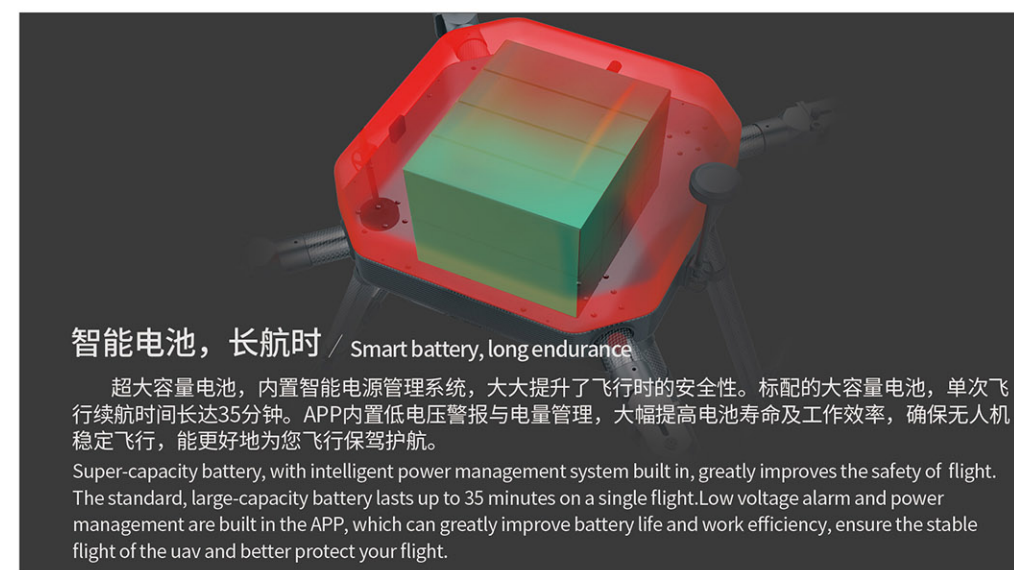 智能电池，长航时 / Smart battery, long endurance
超大容量电池，内置智能电源管理系统，大大提升了飞行时的安全性。标配的大容量电池，单次飞
行续航时间长达35分钟。APP内置低电压警报与电量管理，大幅提高电池寿命及工作效率，确保无人机
稳定飞行，能更好地为您飞行保驾护航。
Super-capacity battery, with intelligent power management system built in, greatly improves the safety of flight.
The standard, large-capacity battery lasts up to 35 minutes on a single flight.Low voltage alarm and power
management are built in the APP, which can greatly improve battery life and work efficiency, ensure the stable
flight of the uav and better protect your flight.